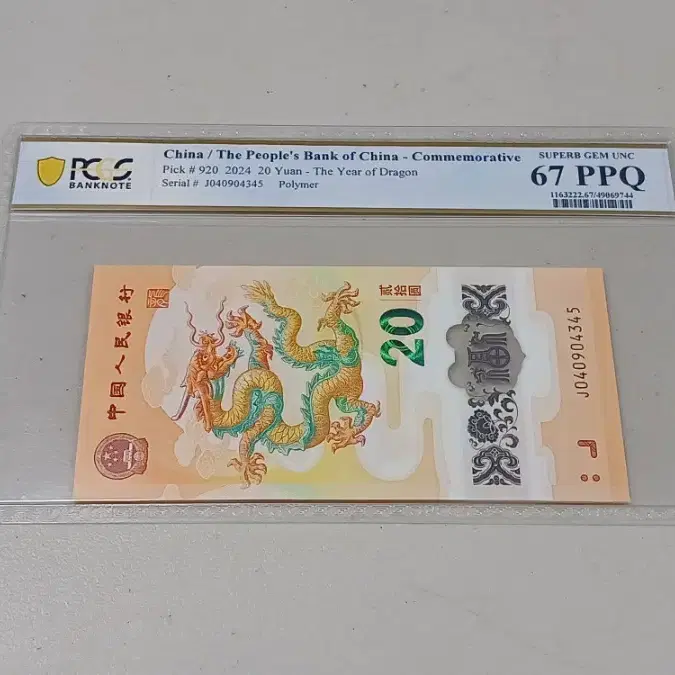 PCGS
BANKNOTE
China / The People's Bank of China - Commemorative
Pick # 920 2024 20 Yuan - The Year of Dragon
Serial # J040904345 Polymer
SUPERB GEM UNC
67 PPQ
1163222.67/49069744
中国人民银行
贰拾圆
20
J040904345